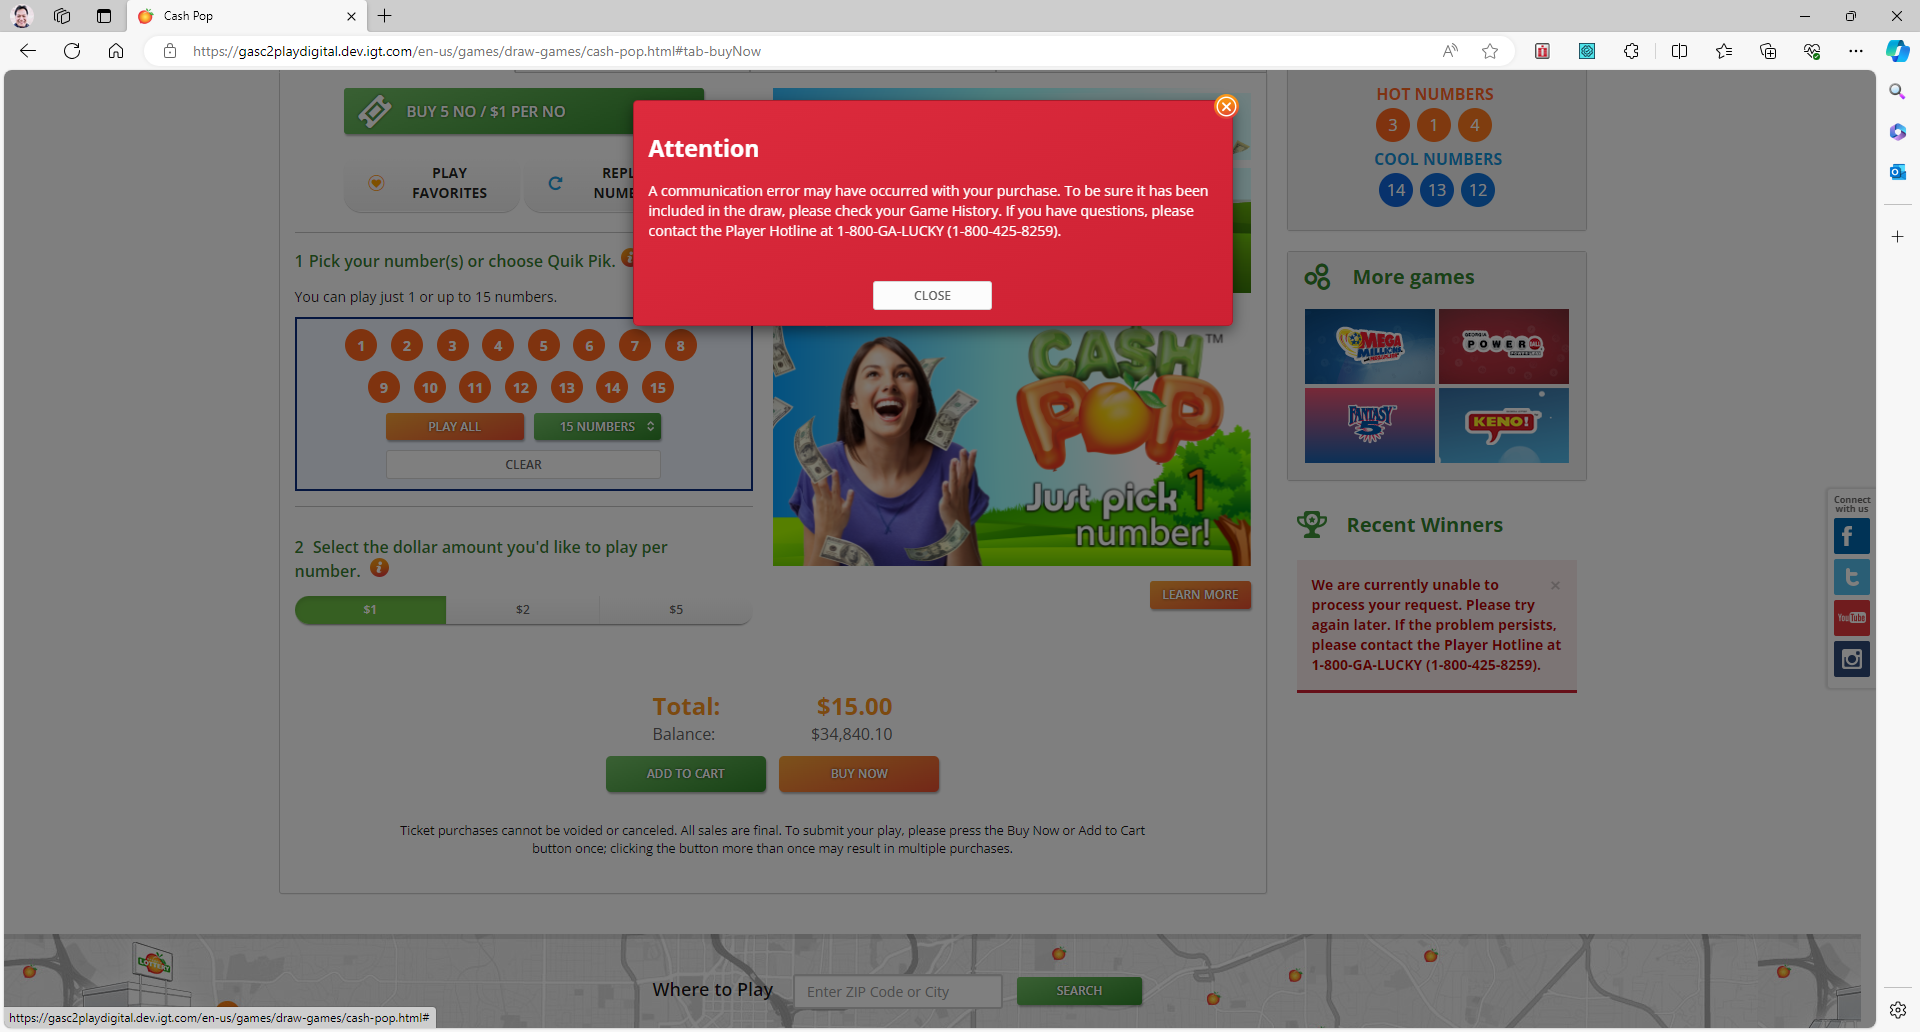 Cash Pop
https://gasc2playdigital.dev.igt.com/en-us/games/draw-games/cash-pop.html#tab-buyNow
BUY 5 NO / $1 PER NO
PLAY
FAVORITES
REPL
NUME
Attention
A communication error may have occurred with your purchase. To be sure it has been
included in the draw, please check your Game History. If you have questions, please
contact the Player Hotline at 1-800-GA-LUCKY (1-800-425-8259).
CLOSE
1 Pick your number(s) or choose Quik Pik.
You can play just 1 or up to 15 numbers.
1 2 3 4 5 6 7 8
9 10 11 12 13 14 15
PLAY ALL
15 NUMBERS
CLEAR
2 Select the dollar amount you'd like to play per
number.
$1 $2 $5
CASH POP™
Just pick 1
number!
LEARN MORE
Total: $15.00
Balance: $34,840.10
ADD TO CART
BUY NOW
Ticket purchases cannot be voided or canceled. All sales are final. To submit your play, please press the Buy Now or Add to Cart
button once; clicking the button more than once may result in multiple purchases.
HOT NUMBERS
3 1 4
COOL NUMBERS
14 13 12
More games
MEGA
MILLIONS
GEORGIA
POWERBALL
FANTASY
5
KENO!
Recent Winners
We are currently unable to
process your request. Please try
again later. If the problem persists,
please contact the Player Hotline at
1-800-GA-LUCKY (1-800-425-8259).
Connect
with us
YouTube
LOTTERY
Where to Play
Enter ZIP Code or City
SEARCH
https://gasc2playdigital.dev.igt.com/en-us/games/draw-games/cash-pop.html#